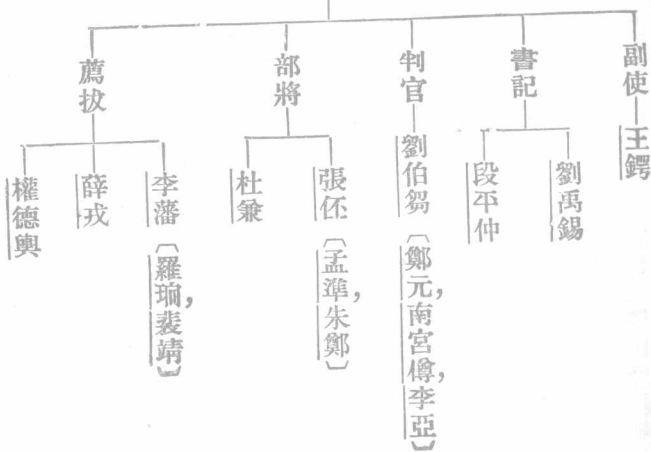 副使
王鍔
書記
劉禹錫
段平仲
判官
劉伯芻
〔鄭元,南宮僔,李亞〕
部將
張伾
〔孟準,朱鄭〕
杜兼
薦拔
李藩
〔羅珦,裴靖〕
薛戎
權德輿